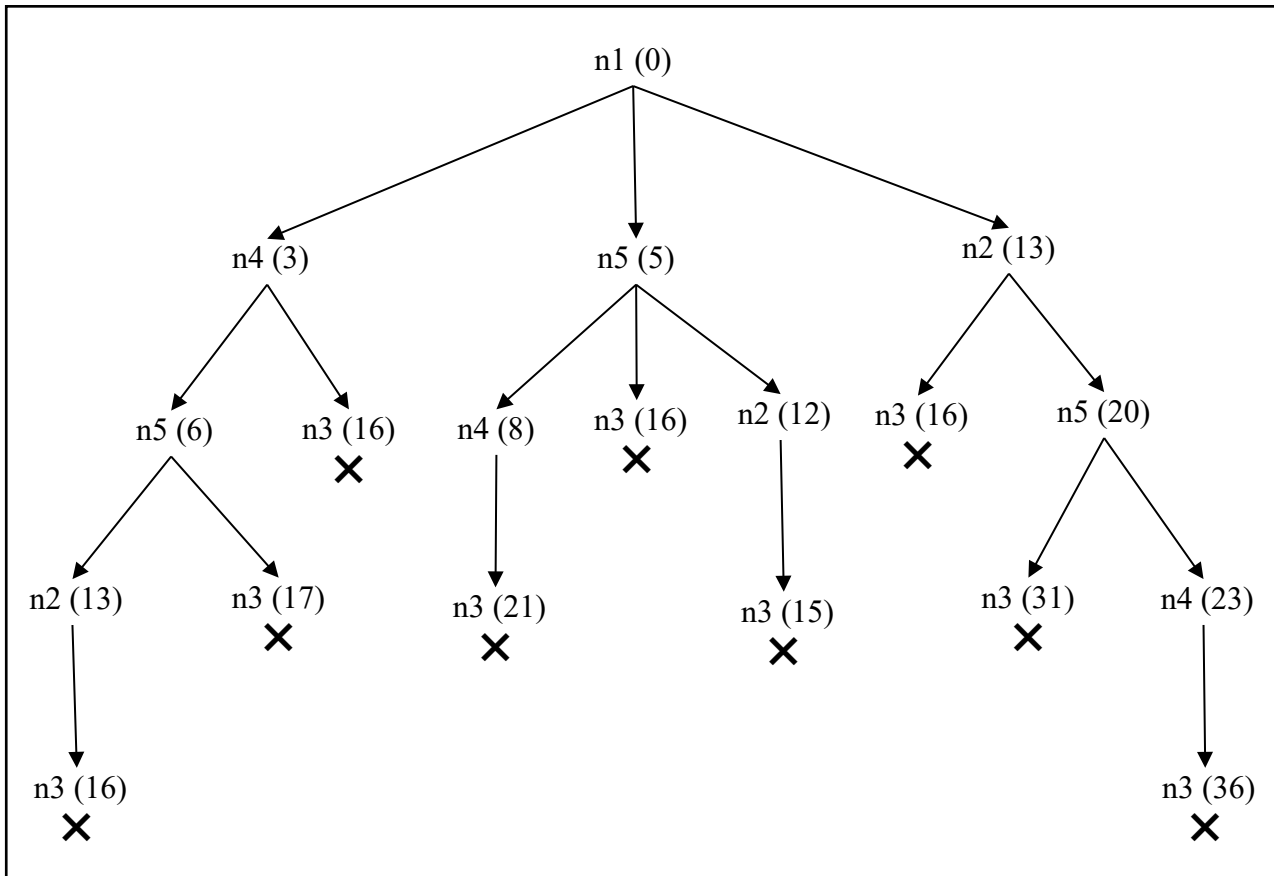 n1 (0)
n4 (3)
n5 (5)
n2 (13)
n5 (6)
n3 (16)
n4 (8)
n3 (16)
n2 (12)
n3 (16)
n5 (20)
n2 (13)
n3 (17)
n3 (21)
n3 (15)
n3 (31)
n4 (23)
n3 (16)
n3 (36)